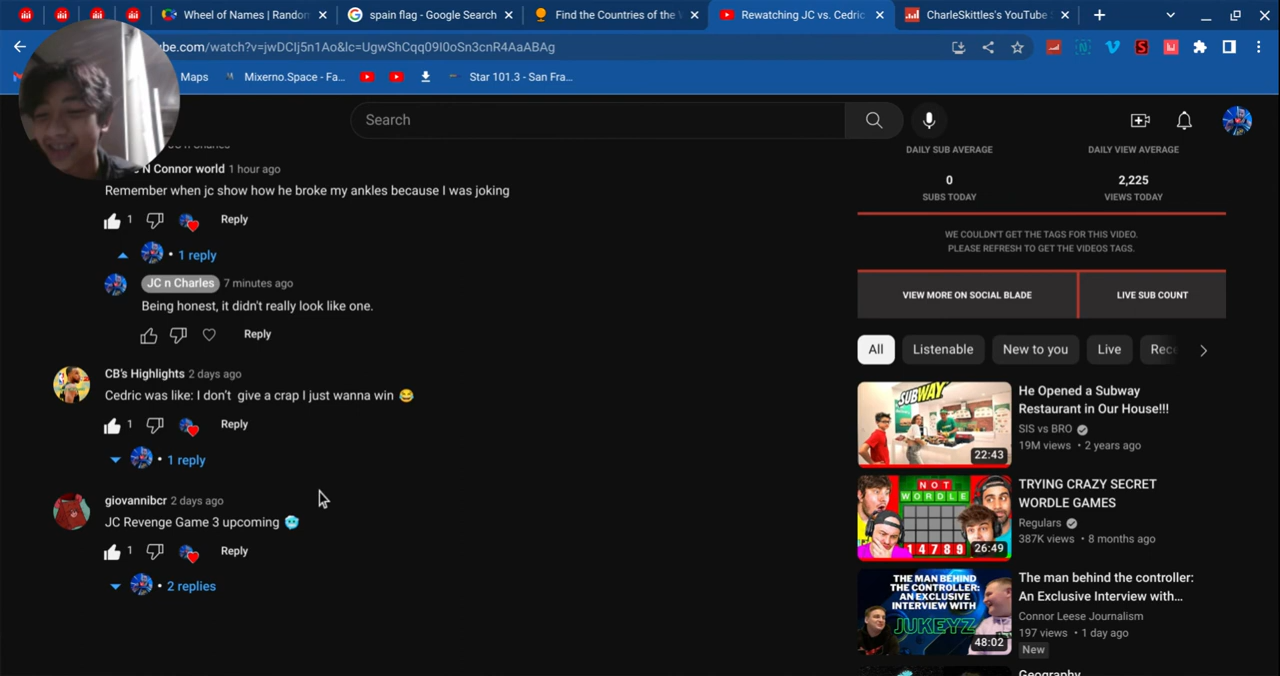 Wheel of Names | Rando
spain flag - Google Search
Find the Countries of the
Rewatching JC vs. Cedric
CharleSkittles's YouTube
be.com/watch?v=jwDCIj5n1Ao&lc=UgwShCqq09I0oSn3cnR4AaABAg
Maps
Mixerno.Space - Fa...
Star 101.3 - San Fra...
Search
N Connor world 1 hour ago
Remember when jc show how he broke my ankles because I was joking
1 Reply
1 reply
JC n Charles 7 minutes ago
Being honest, it didn't really look like one.
Reply
CB's Highlights 2 days ago
Cedric was like: I don't give a crap I just wanna win 😂
1 Reply
1 reply
giovannibcr 2 days ago
JC Revenge Game 3 upcoming 🥶
1 Reply
2 replies
DAILY SUB AVERAGE
DAILY VIEW AVERAGE
0
SUBS TODAY
2,225
VIEWS TODAY
WE COULDN'T GET THE TAGS FOR THIS VIDEO.
PLEASE REFRESH TO GET THE VIDEOS TAGS.
VIEW MORE ON SOCIAL BLADE
LIVE SUB COUNT
All
Listenable
New to you
Live
Rece
SUBWAY
22:43
He Opened a Subway
Restaurant in Our House!!!
SIS vs BRO
19M views • 2 years ago
NOT
WORDLE
14789
26:49
TRYING CRAZY SECRET
WORDLE GAMES
Regulars
387K views • 8 months ago
THE MAN BEHIND
THE CONTROLLER:
AN EXCLUSIVE
INTERVIEW WITH
JUKEYZ
48:02
The man behind the controller:
An Exclusive Interview with...
Connor Leese Journalism
197 views • 1 day ago
New
Geography